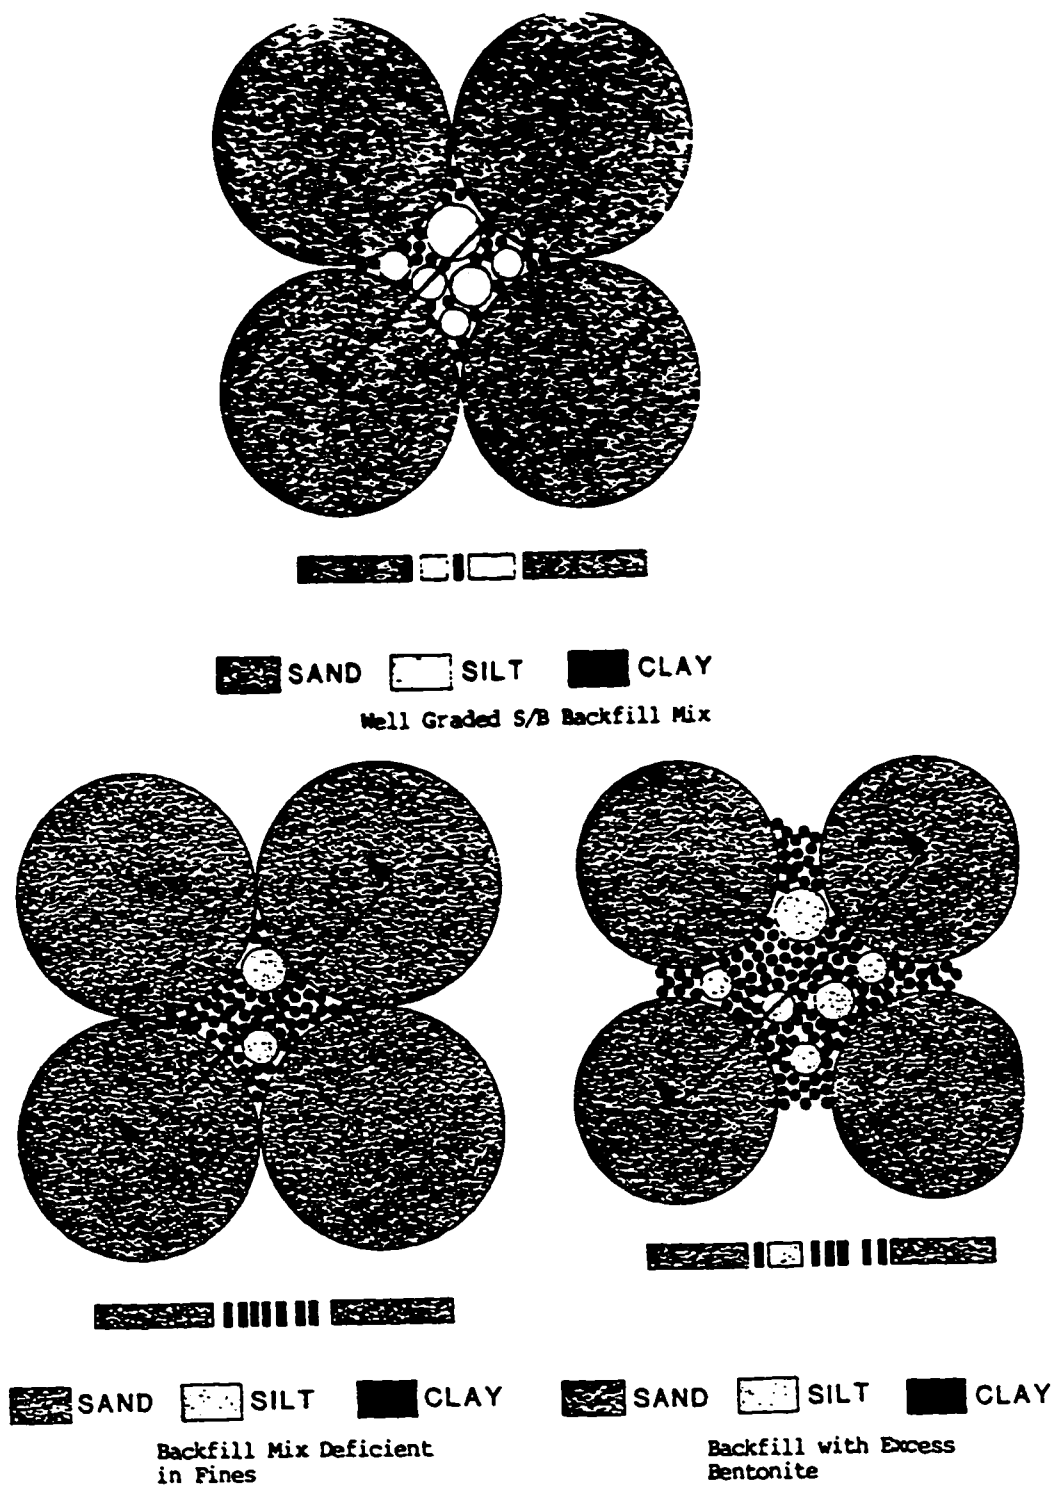 SAND SILT CLAY
Well Graded S/B Backfill Mix
SAND SILT CLAY
Backfill Mix Deficient
in Fines
SAND SILT CLAY
Backfill with Excess
Bentonite